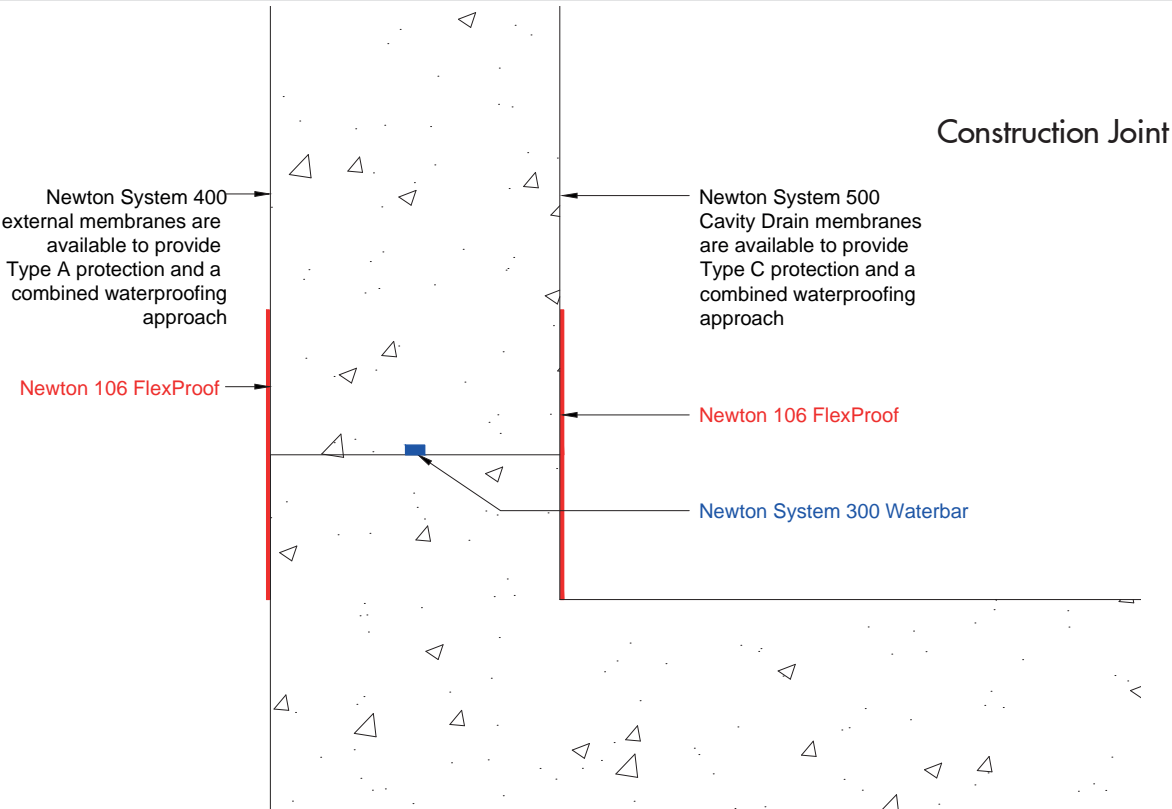 Construction Joint
Newton System 400
external membranes are
available to provide
Type A protection and a
combined waterproofing
approach
Newton System 500
Cavity Drain membranes
are available to provide
Type C protection and a
combined waterproofing
approach
Newton 106 FlexProof
Newton 106 FlexProof
Newton System 300 Waterbar